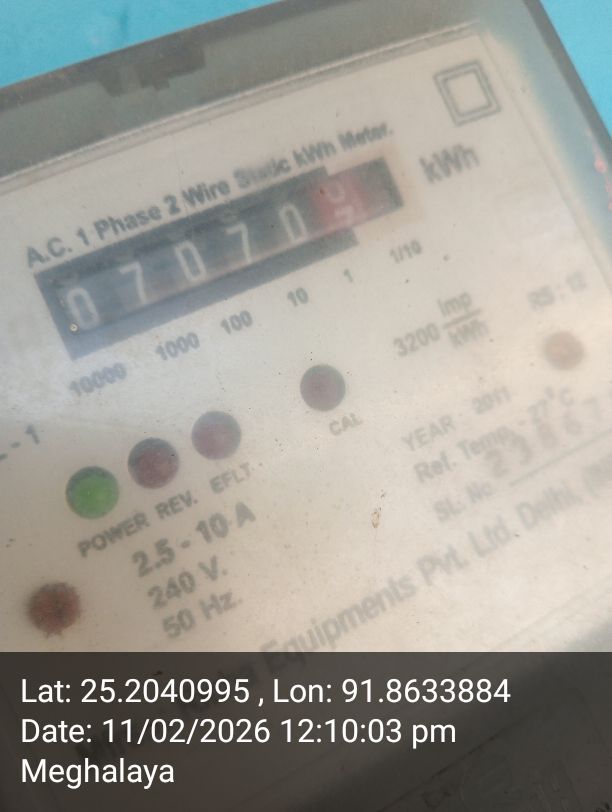 A.C. 1 Phase 2 Wire Static kWh Meter.
0 7 0 7 0
kWh
10000 1000 100 10 1 1/10
3200 imp/kWh
CAL
YEAR - 2011
Ref. Temp. - 27°C
Sl. No
POWER REV. EFLT.
2.5 - 10 A
240 V.
50 Hz.
Equipments Pvt. Ltd. Delhi,
Lat: 25.2040995 , Lon: 91.8633884
Date: 11/02/2026 12:10:03 pm
Meghalaya